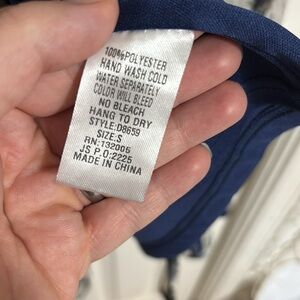 100%POLYESTER
HAND WASH COLD
WATER SEPARATELY
COLOR WILL BLEED
NO BLEACH
HANG TO DRY
STYLE:D8659
SIZE:S
RN:132005
JS P.O:2225
MADE IN CHINA